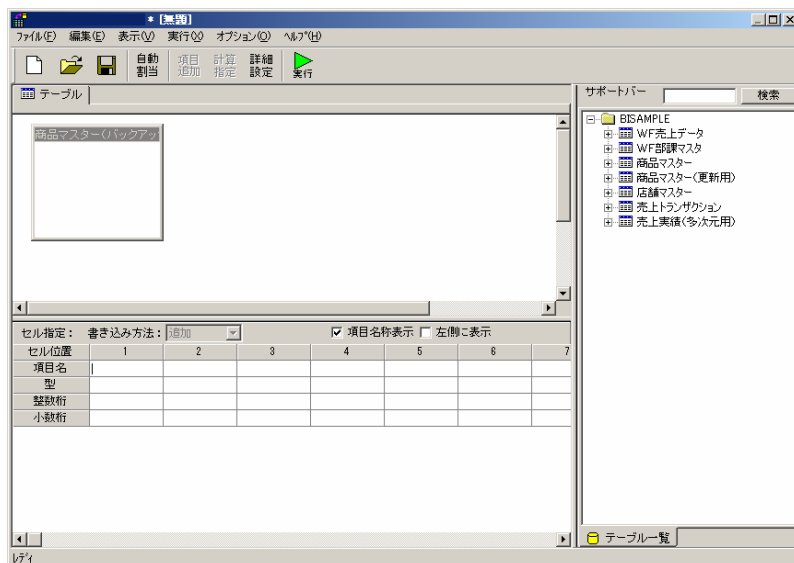 * [無題]
ファイル(F) 編集(E) 表示(V) 実行(X) オプション(O) ヘルプ(H)
自動割当 項目追加 計算指定 詳細設定 実行
テーブル
商品マスター(バックアッ
セル指定: 書き込み方法: 追加 項目名称表示 左側に表示
セル位置 1 2 3 4 5 6 7
項目名
型
整数桁
小数桁
サポートバー 検索
BISAMPLE
WF売上データ
WF部課マスタ
商品マスター
商品マスター(更新用)
店舗マスター
売上トランザクション
売上実績(多次元用)
テーブル一覧
レディ